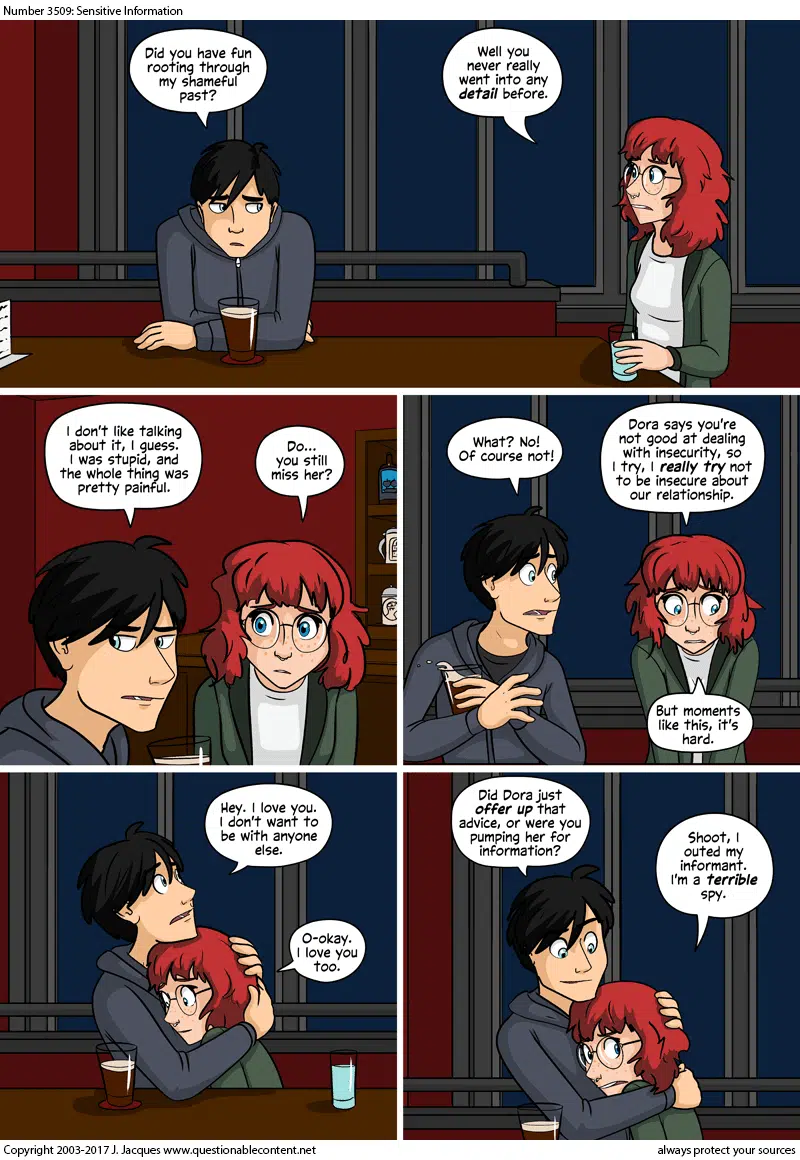 Number 3509: Sensitive Information
Did you have fun
rooting through
my shameful
past?
Well you
never really
went into any
detail before.
I don't like talking
about it, I guess.
I was stupid, and
the whole thing was
pretty painful.
Do...
you still
miss her?
What? No!
Of course not!
Dora says you're
not good at dealing
with insecurity, so
I try, I really try not
to be insecure about
our relationship.
But moments
like this, it's
hard.
Hey. I love you.
I don't want to
be with anyone
else.
O-okay.
I love you
too.
Did Dora just
offer up that
advice, or were you
pumping her for
information?
Shoot, I
outed my
informant.
I'm a terrible
spy.
Copyright 2003-2017 J. Jacques www.questionablecontent.net
always protect your sources